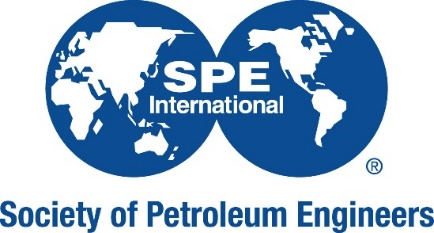 SPE
International
®
Society of Petroleum Engineers